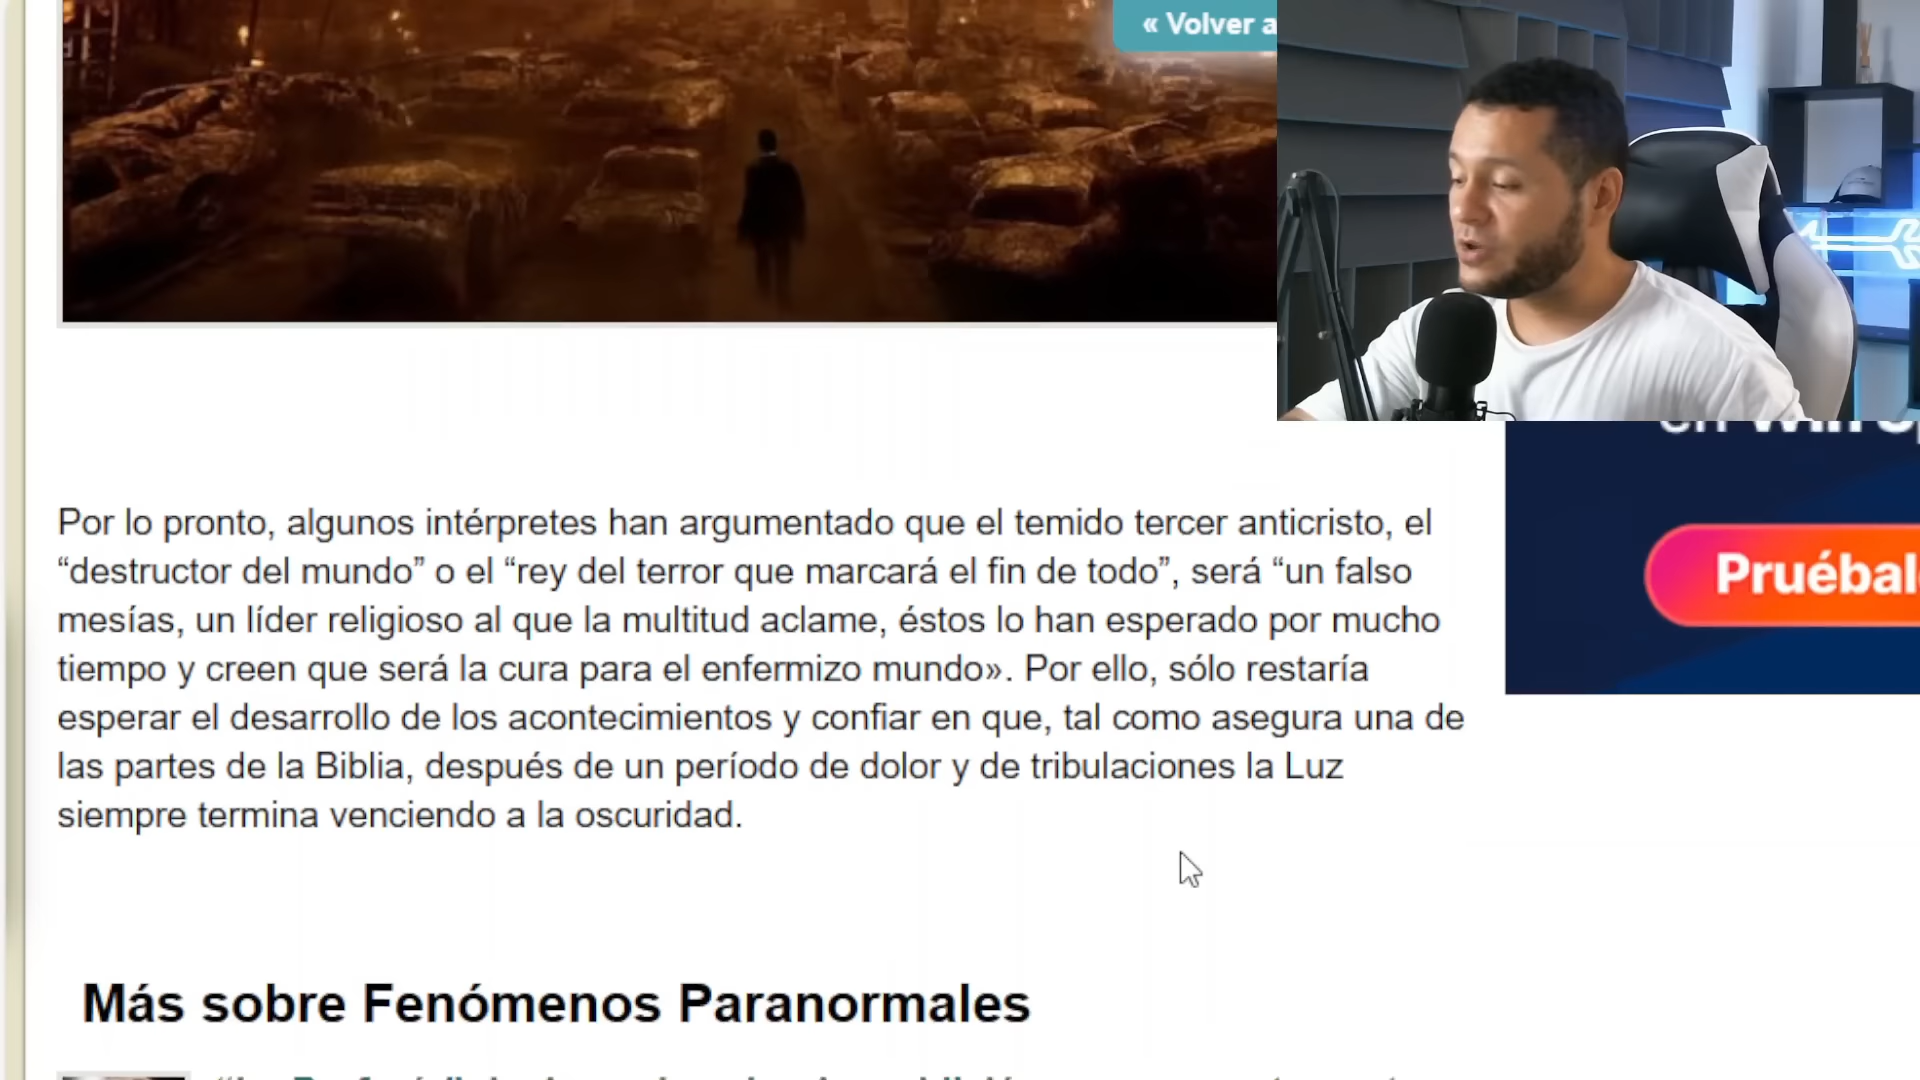 « Volver a
en
Por lo pronto, algunos intérpretes han argumentado que el temido tercer anticristo, el
“destructor del mundo” o el “rey del terror que marcará el fin de todo”, será “un falso
mesías, un líder religioso al que la multitud aclame, éstos lo han esperado por mucho
tiempo y creen que será la cura para el enfermizo mundo». Por ello, sólo restaría
esperar el desarrollo de los acontecimientos y confiar en que, tal como asegura una de
las partes de la Biblia, después de un período de dolor y de tribulaciones la Luz
siempre termina venciendo a la oscuridad.
Más sobre Fenómenos Paranormales